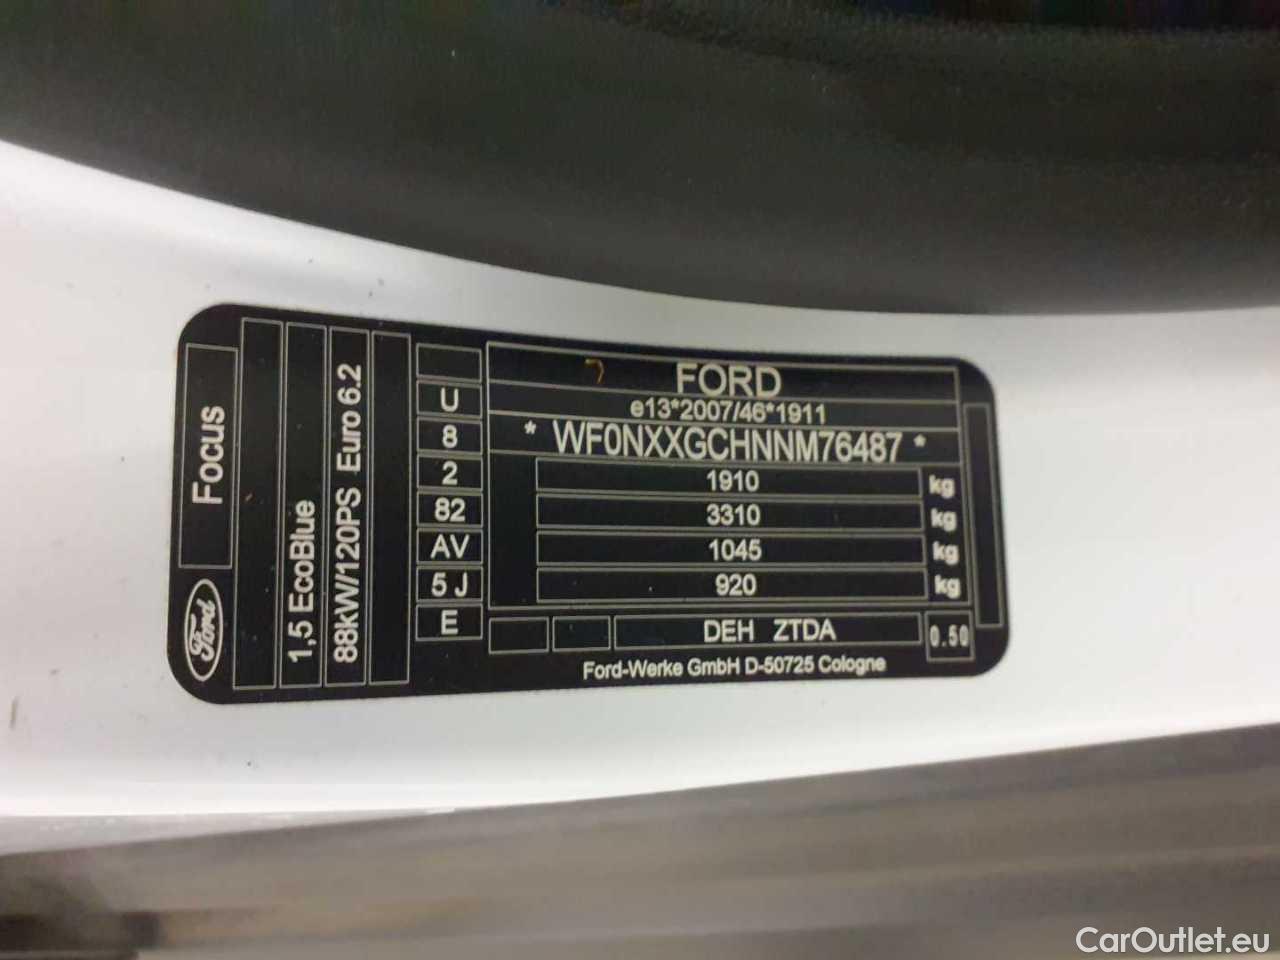 FORD
e13*2007/46*1911
* WF0NXXGCHNNM76487 *
1910 kg
3310 kg
1045 kg
920 kg
DEH ZTDA
0.50
Ford-Werke GmbH D-50725 Cologne
U
8
2
82
AV
5 J
E
Focus
Ford
1,5 EcoBlue
88kW/120PS Euro 6.2
CarOutlet.eu